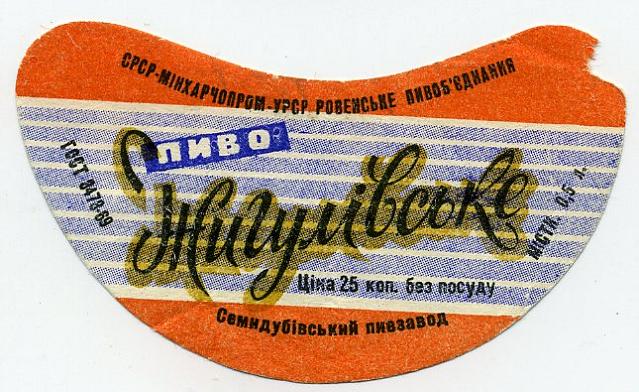 СРСР-МІНХАРЧОПРОМ-УРСР РОВЕНСЬКЕ ПИВОБ'ЄДНАННЯ
ПИВО
ГОСТ 3473-69
Жигулівське
МІСТК. 0,5 л.
Ціна 25 коп. без посуду
Семидубівський пивзавод